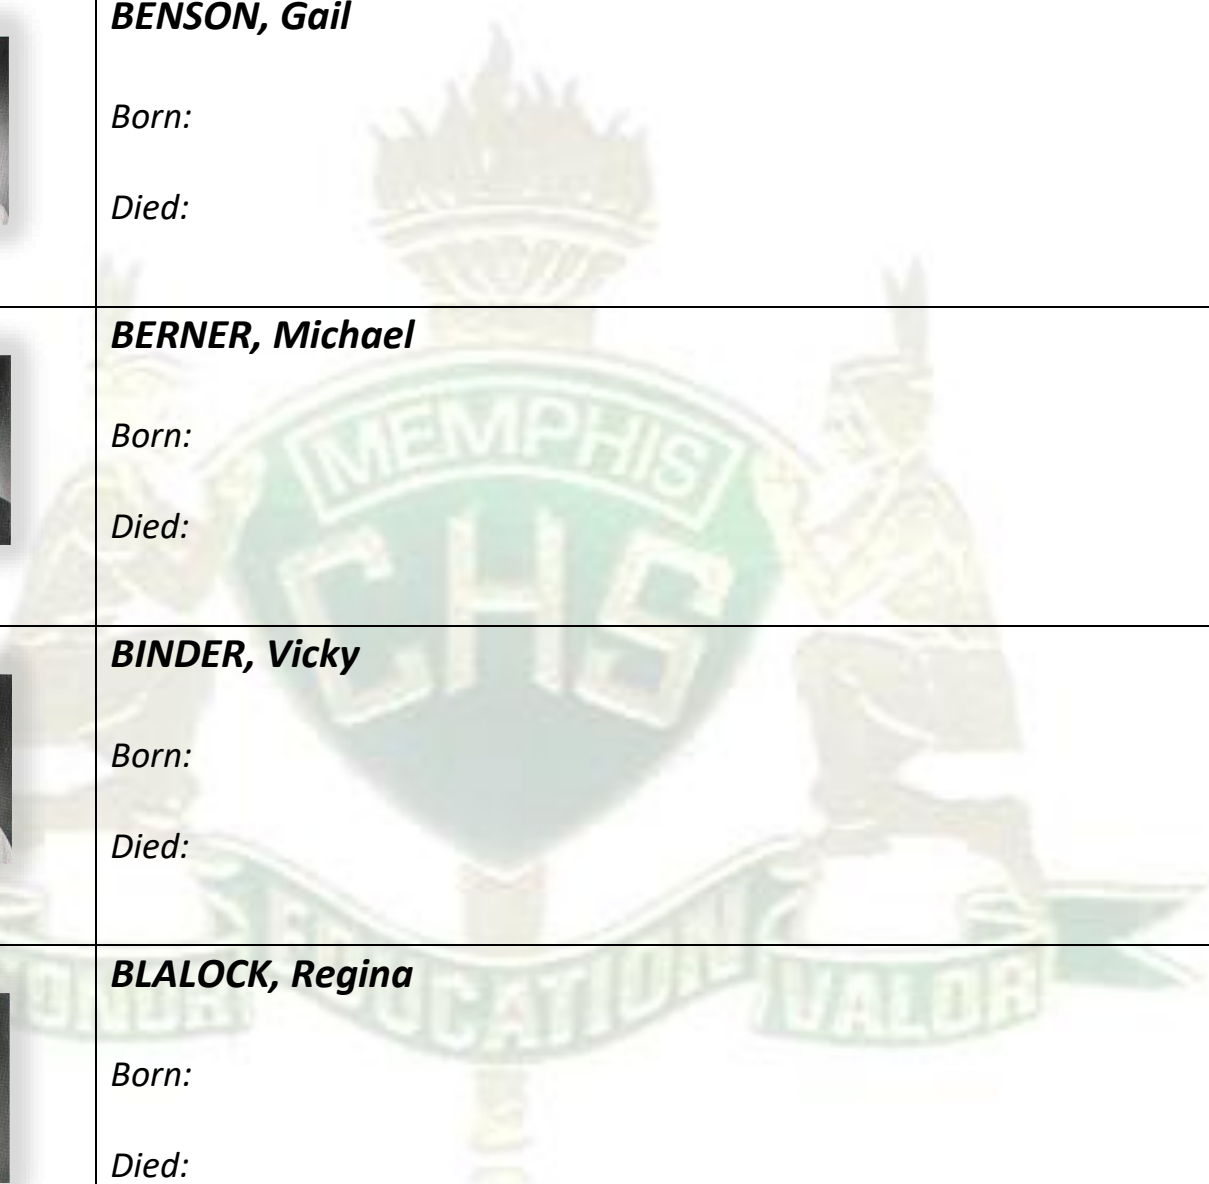 BENSON, Gail
Born:
Died:
BERNER, Michael
Born:
Died:
BINDER, Vicky
Born:
Died:
BLALOCK, Regina
Born:
Died:
MEMPHIS
CHS
EDUCATION
VALOR